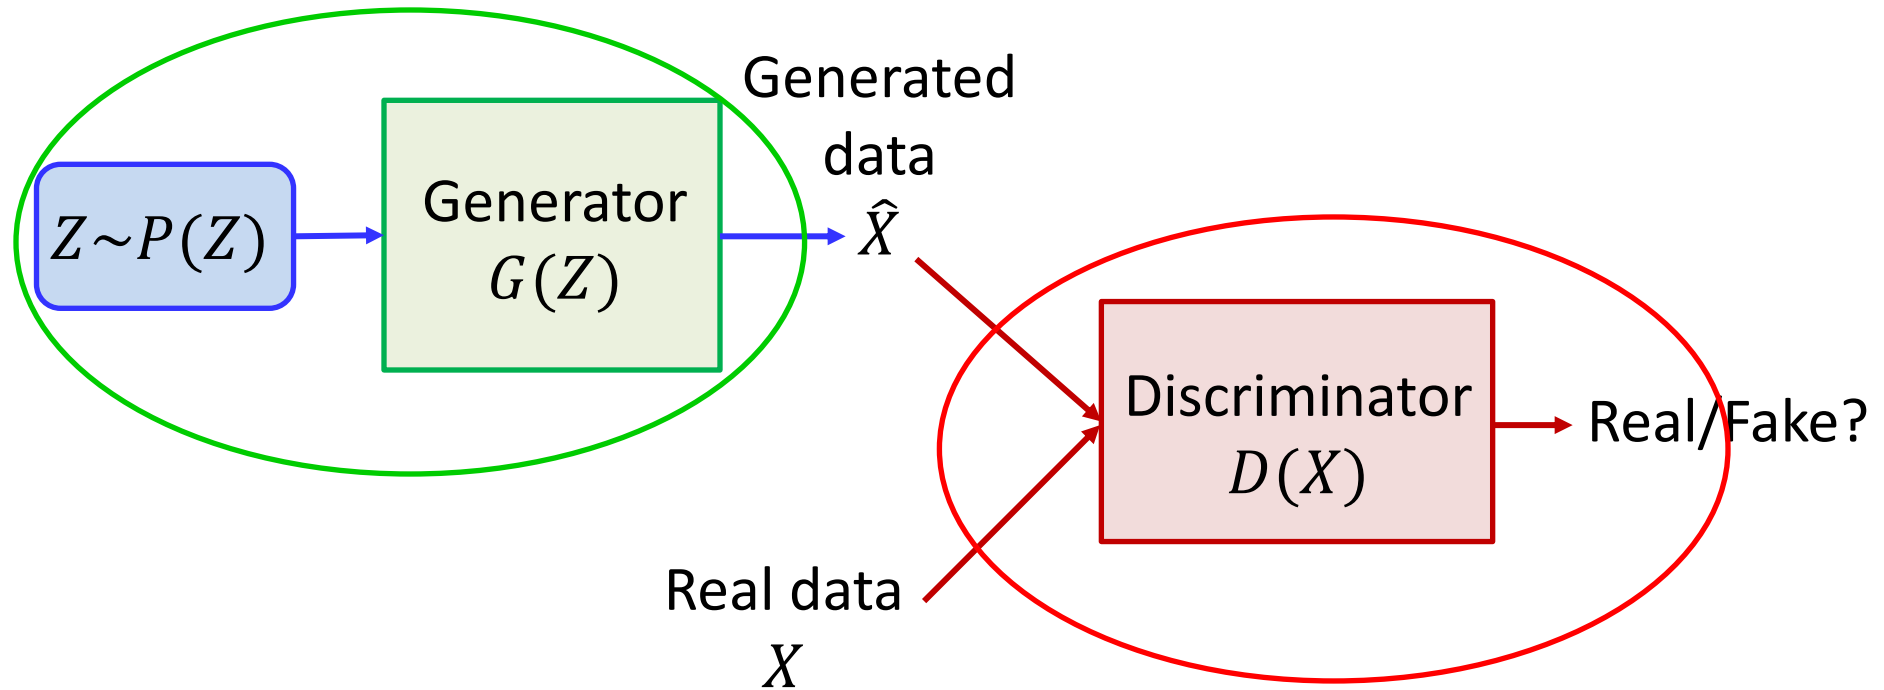 Z~P(Z)
Generator
G(Z)
Generated
data
X̂
Real data
X
Discriminator
D(X)
Real/Fake?